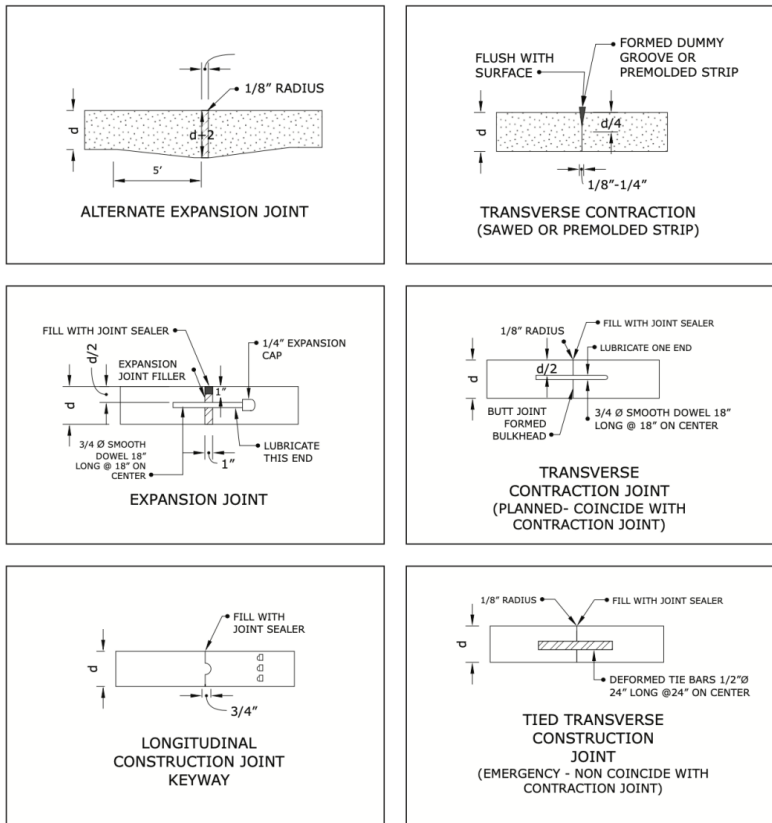 1/8” RADIUS
d
d+2
5’
ALTERNATE EXPANSION JOINT
FLUSH WITH
SURFACE
FORMED DUMMY
GROOVE OR
PREMOLDED STRIP
d
d/4
1/8”-1/4”
TRANSVERSE CONTRACTION
(SAWED OR PREMOLDED STRIP)
FILL WITH JOINT SEALER
d/2
EXPANSION
JOINT FILLER
1/4” EXPANSION
CAP
1”
d
3/4 Ø SMOOTH
DOWEL 18”
LONG @ 18” ON
CENTER
1”
LUBRICATE
THIS END
EXPANSION JOINT
1/8” RADIUS
FILL WITH JOINT SEALER
LUBRICATE ONE END
d
d/2
BUTT JOINT
FORMED
BULKHEAD
3/4 Ø SMOOTH DOWEL 18”
LONG @ 18” ON CENTER
TRANSVERSE
CONTRACTION JOINT
(PLANNED- COINCIDE WITH
CONTRACTION JOINT)
FILL WITH
JOINT SEALER
d
3/4”
LONGITUDINAL
CONSTRUCTION JOINT
KEYWAY
1/8” RADIUS
FILL WITH JOINT SEALER
d
DEFORMED TIE BARS 1/2”Ø
24” LONG @24” ON CENTER
TIED TRANSVERSE
CONSTRUCTION
JOINT
(EMERGENCY - NON COINCIDE WITH
CONTRACTION JOINT)